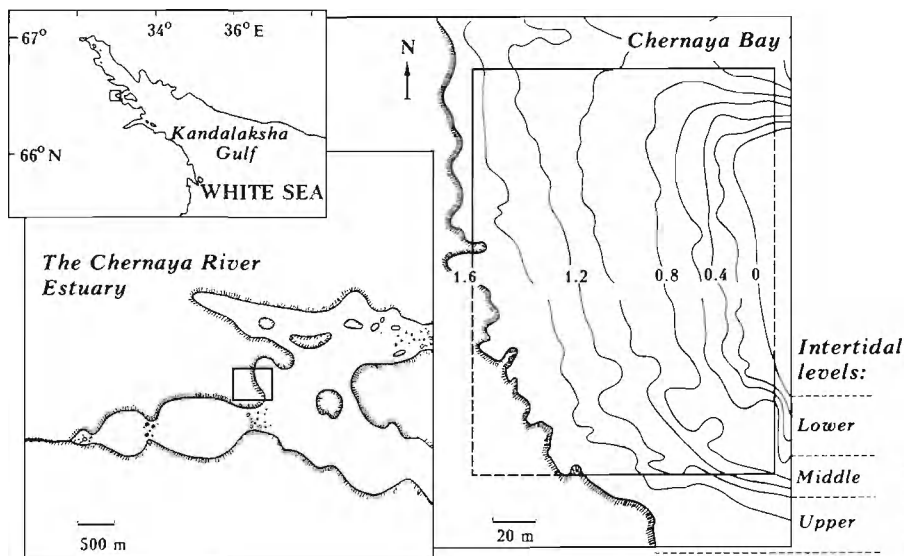 34°
36° E
67°
66° N
Kandalaksha
Gulf
WHITE SEA
The Chernaya River
Estuary
500 m
N
Chernaya Bay
1.6
1.2
0.8
0.4
0
20 m
Intertidal
levels:
Lower
Middle
Upper